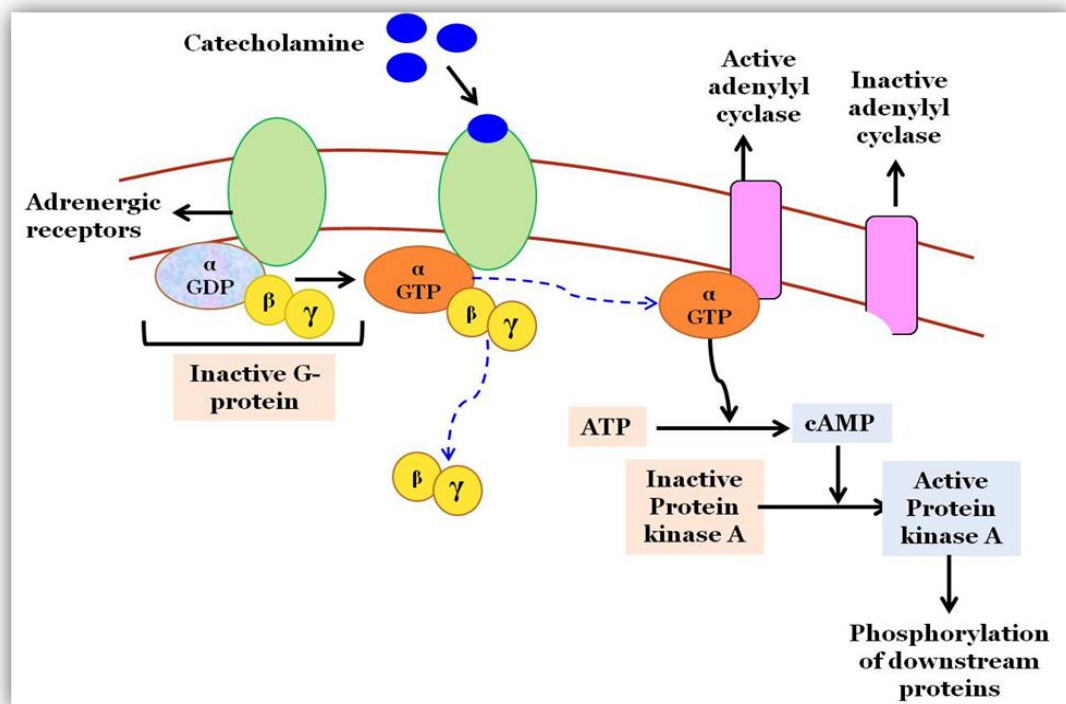 Catecholamine
Active
adenylyl
cyclase
Inactive
adenylyl
cyclase
Adrenergic
receptors
α
GDP
β
γ
α
GTP
β
γ
α
GTP
Inactive G-
protein
β
γ
ATP
cAMP
Inactive
Protein
kinase A
Active
Protein
kinase A
Phosphorylation
of downstream
proteins